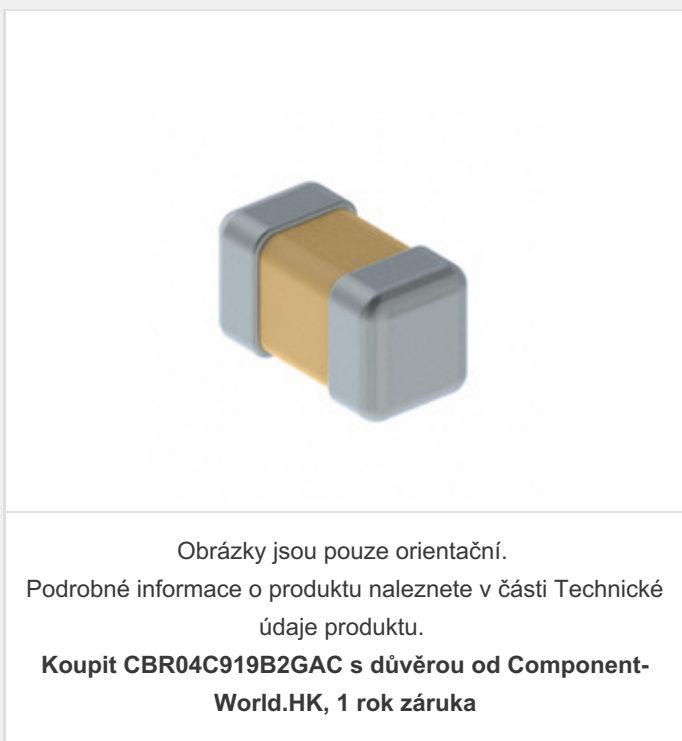 Obrázky jsou pouze orientační.
Podrobné informace o produktu naleznete v části Technické
údaje produktu.
Koupit CBR04C919B2GAC s důvěrou od Component-
World.HK, 1 rok záruka